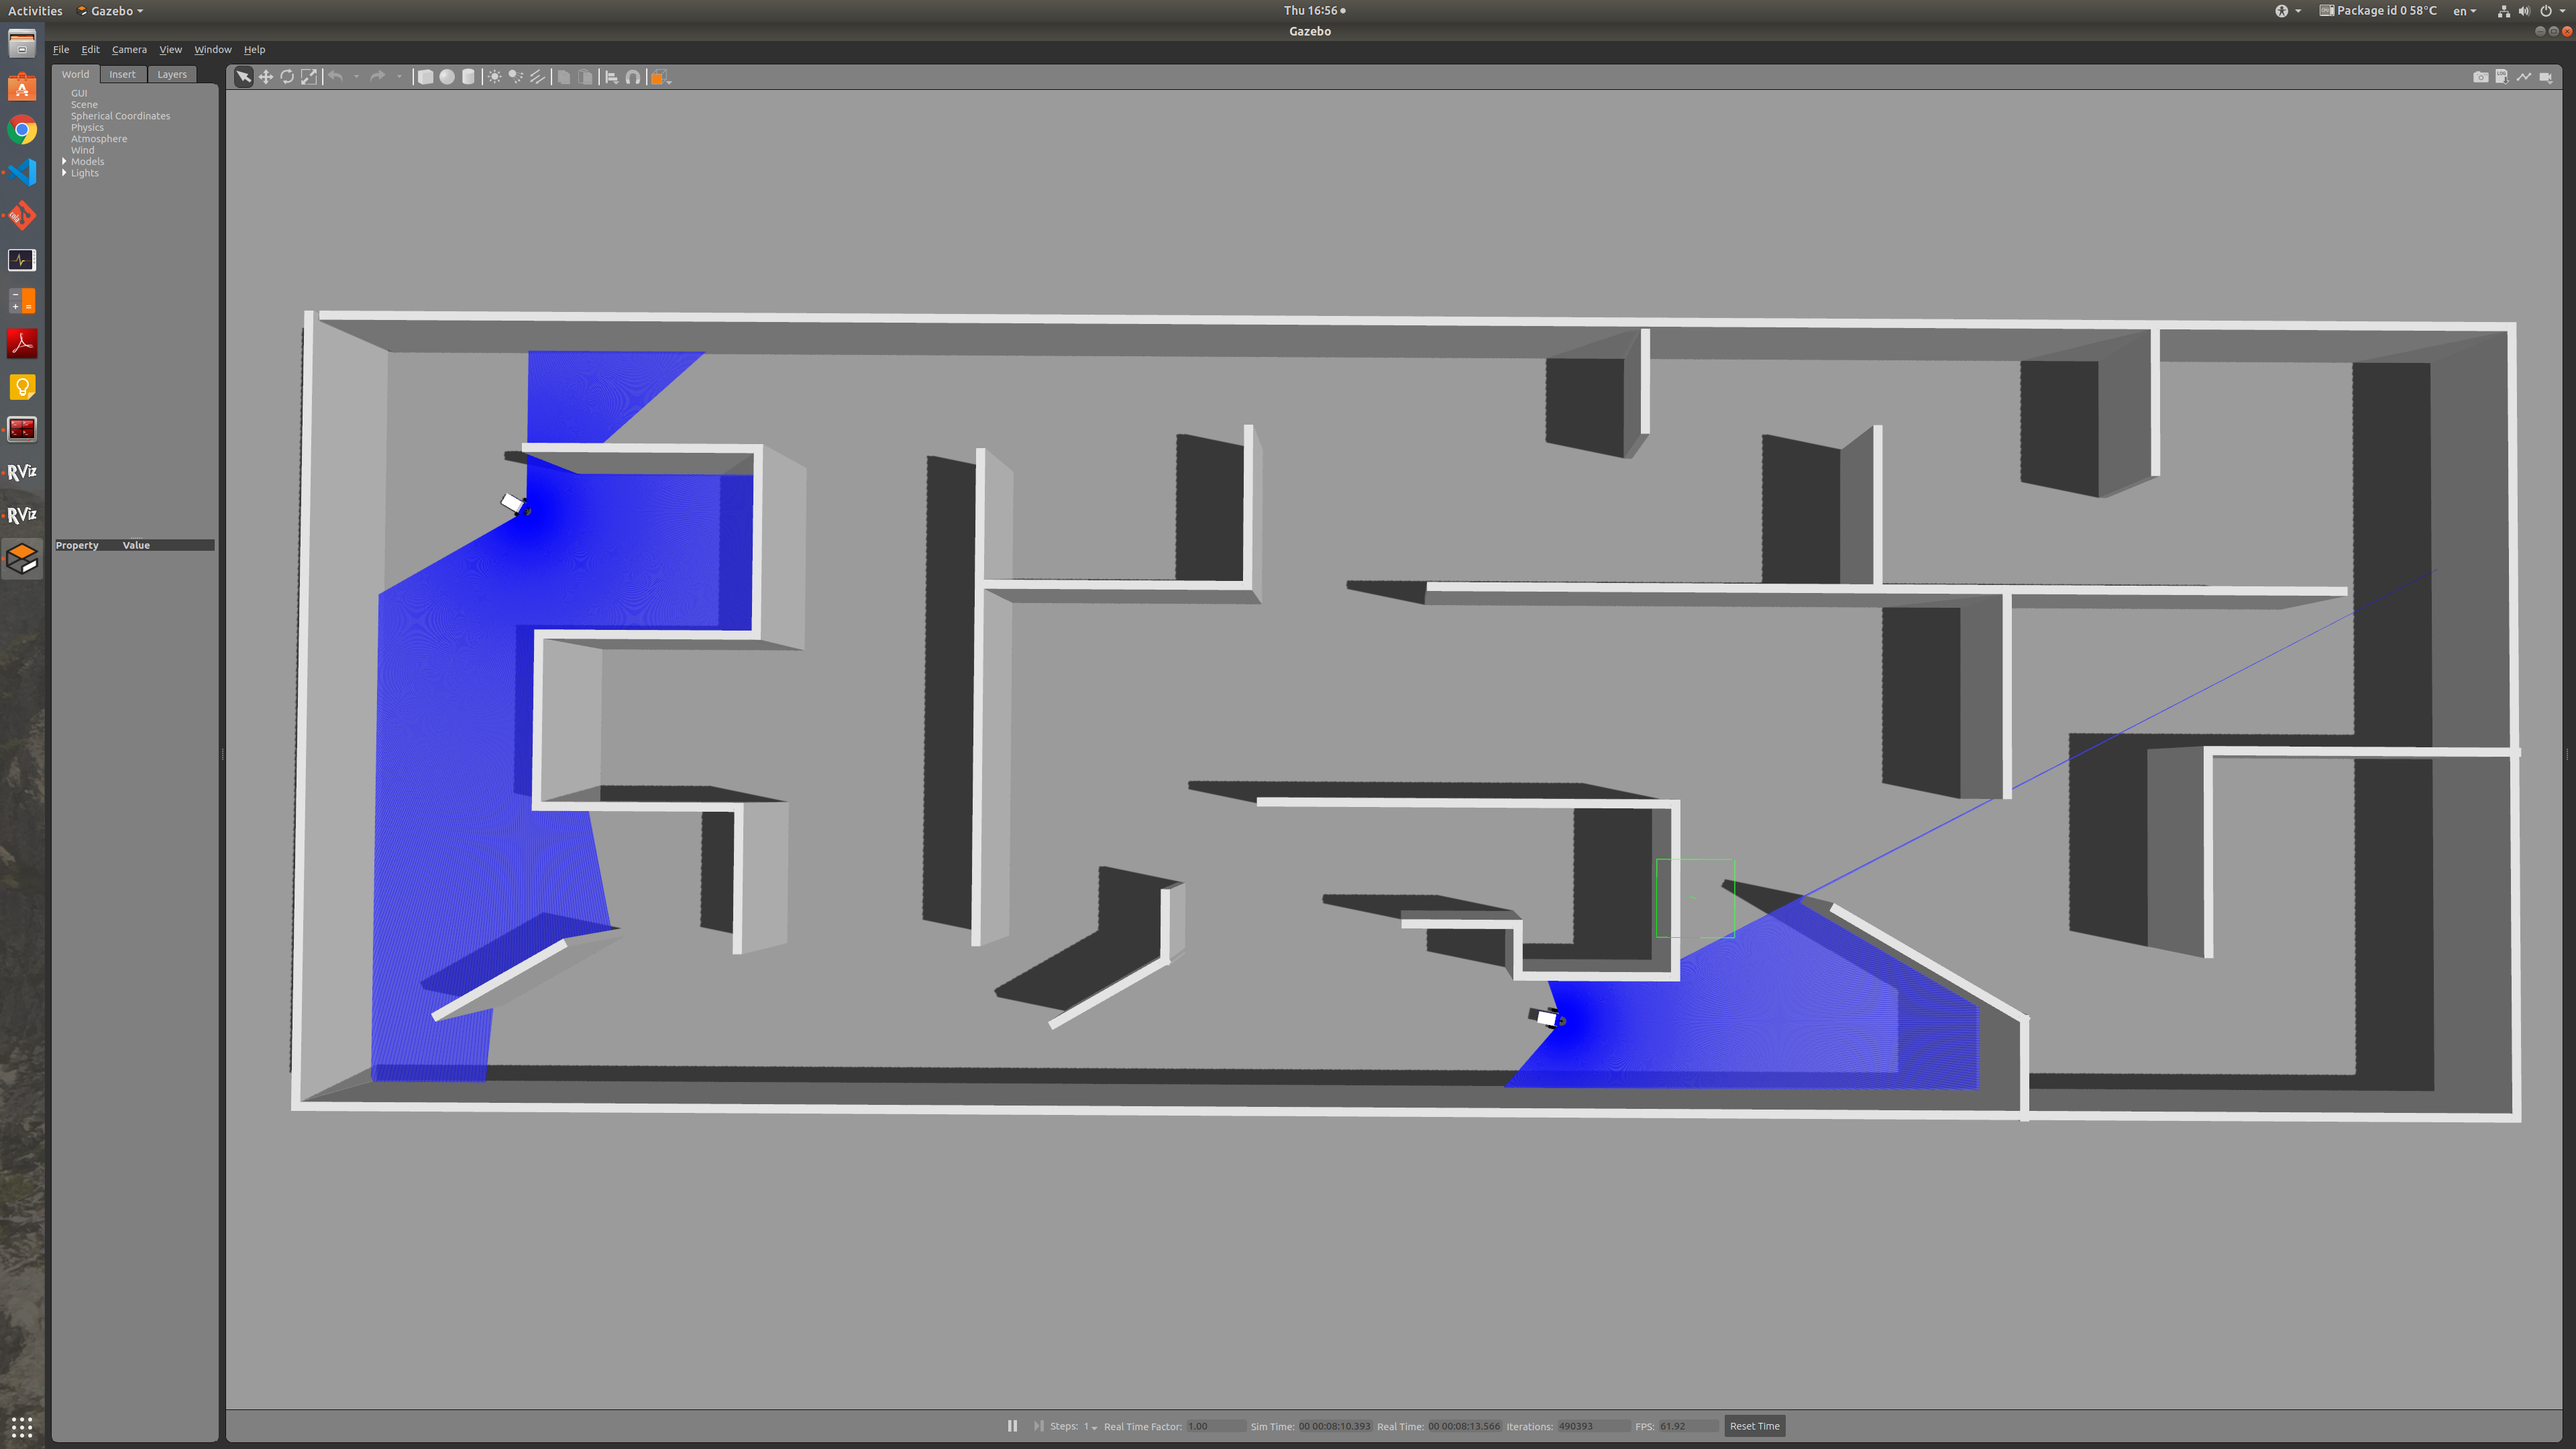 Activities Gazebo Thu 16:56 Package id 0 58°C en
Gazebo
File Edit Camera View Window Help
World Insert Layers
GUI
Scene
Spherical Coordinates
Physics
Atmosphere
Wind
Models
Lights
RViz
RViz
Property Value
Steps: 1 Real Time Factor: 1.00 Sim Time: 00 00:08:10.393 Real Time: 00 00:08:13.566 Iterations: 490393 FPS: 61.92 Reset Time